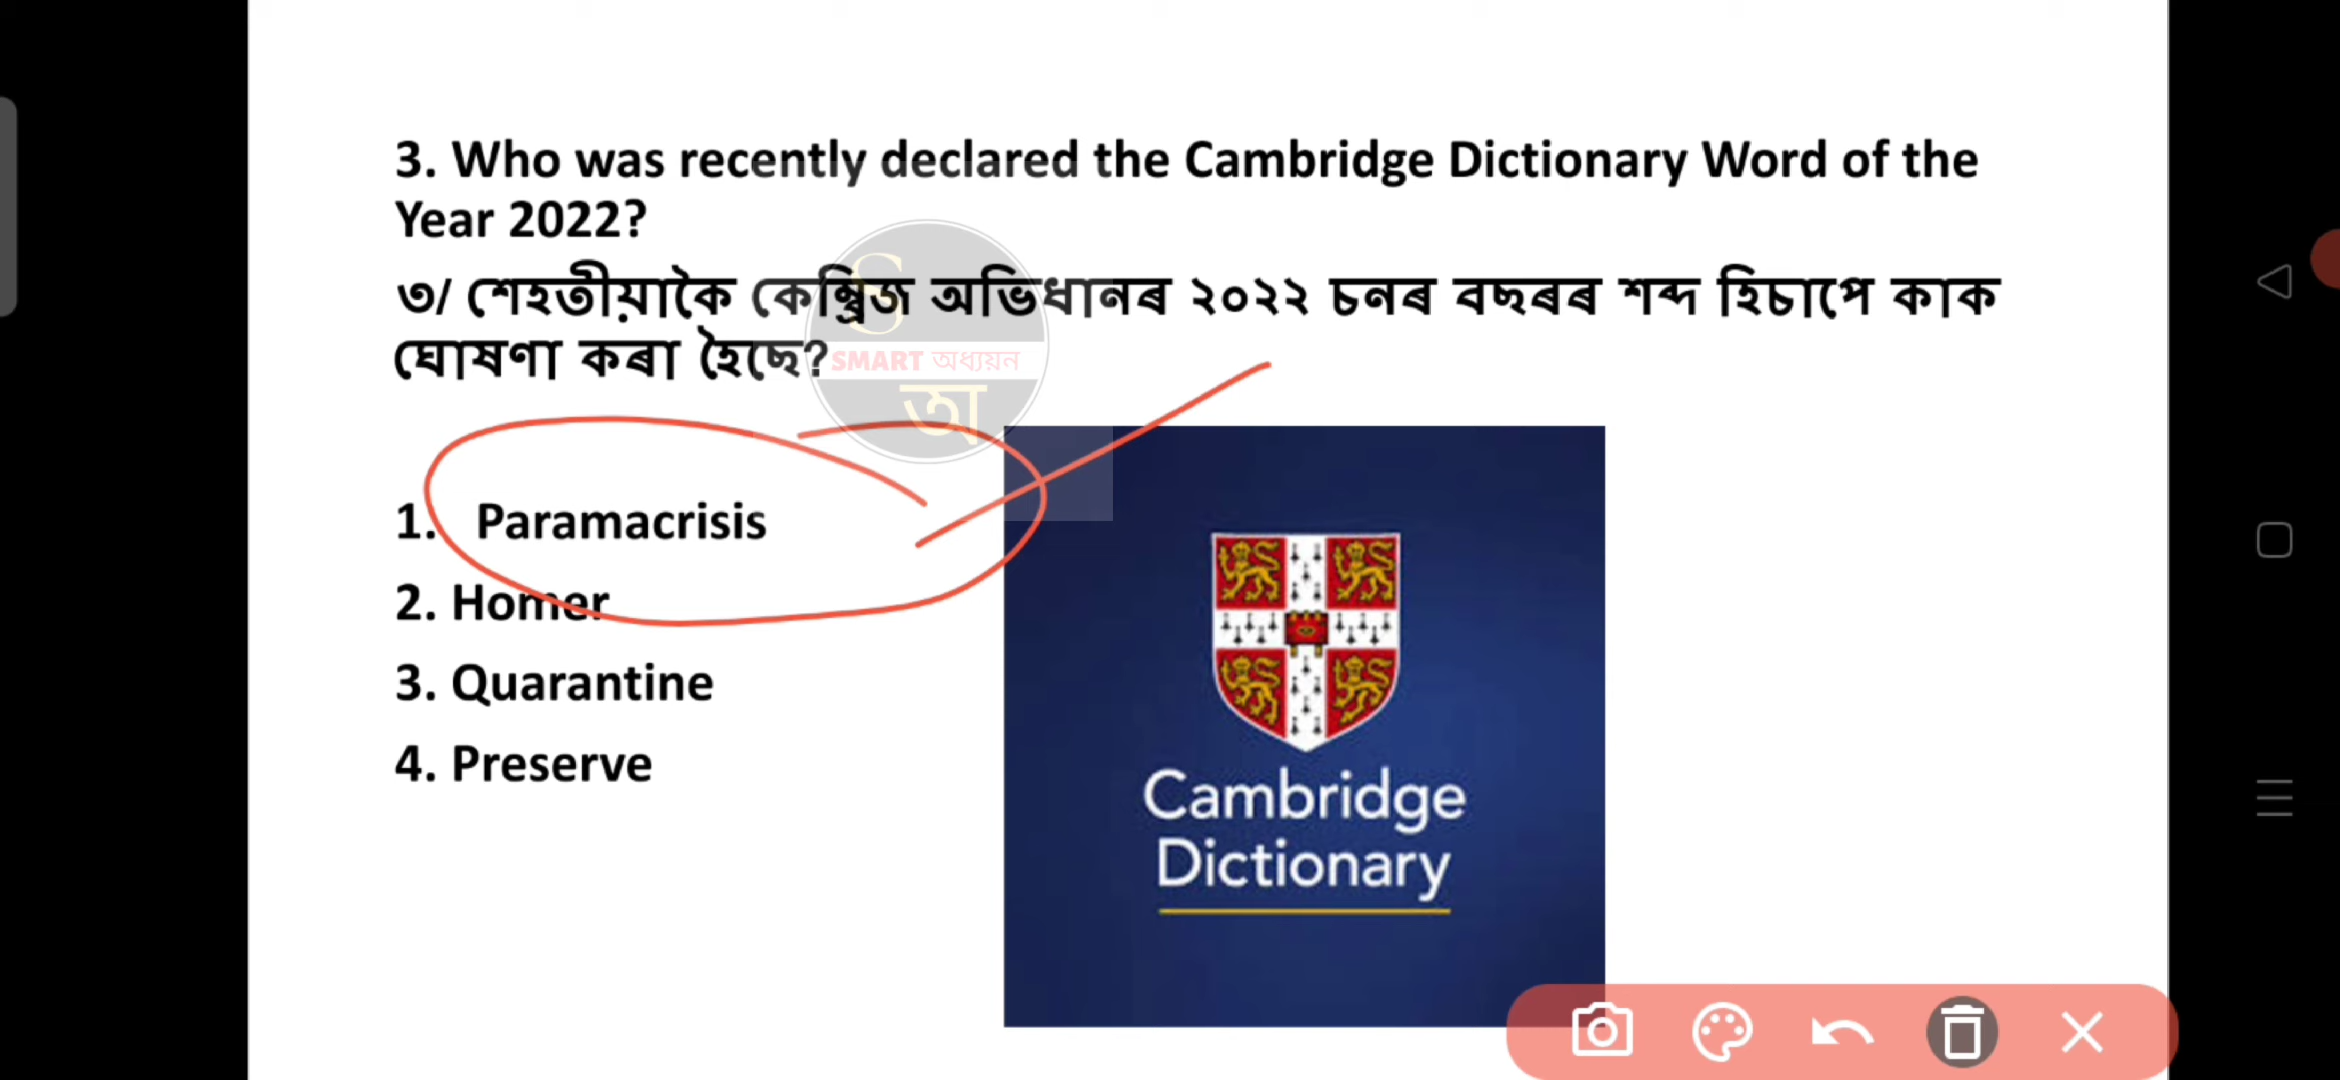 3. Who was recently declared the Cambridge Dictionary Word of the
Year 2022?
৩/ শেহতীয়াকৈ কেম্ব্ৰিজ অভিধানৰ ২০২২ চনৰ বছৰৰ শব্দ হিচাপে কাক
ঘোষণা কৰা হৈছে?
S
SMART অধ্যয়ন
অ
1. Paramacrisis
2. Homer
3. Quarantine
4. Preserve
Cambridge
Dictionary